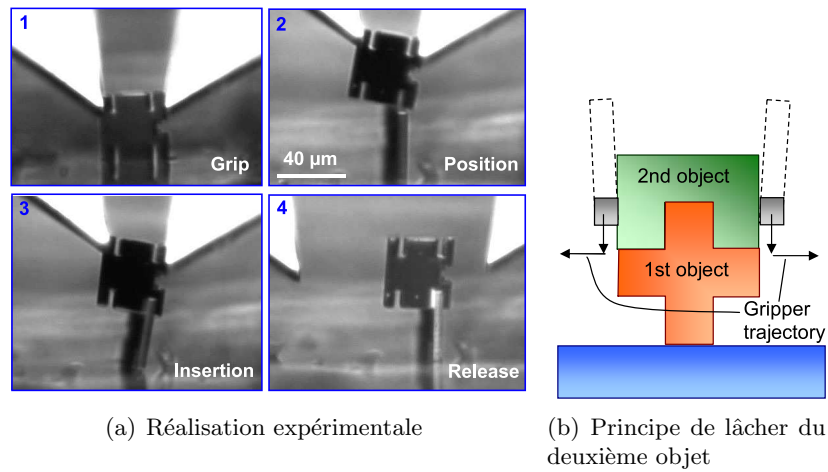 1
2
Grip
40 µm
Position
3
4
Insertion
Release
(a) Réalisation expérimentale
2nd object
1st object
Gripper
trajectory
(b) Principe de lâcher du
deuxième objet